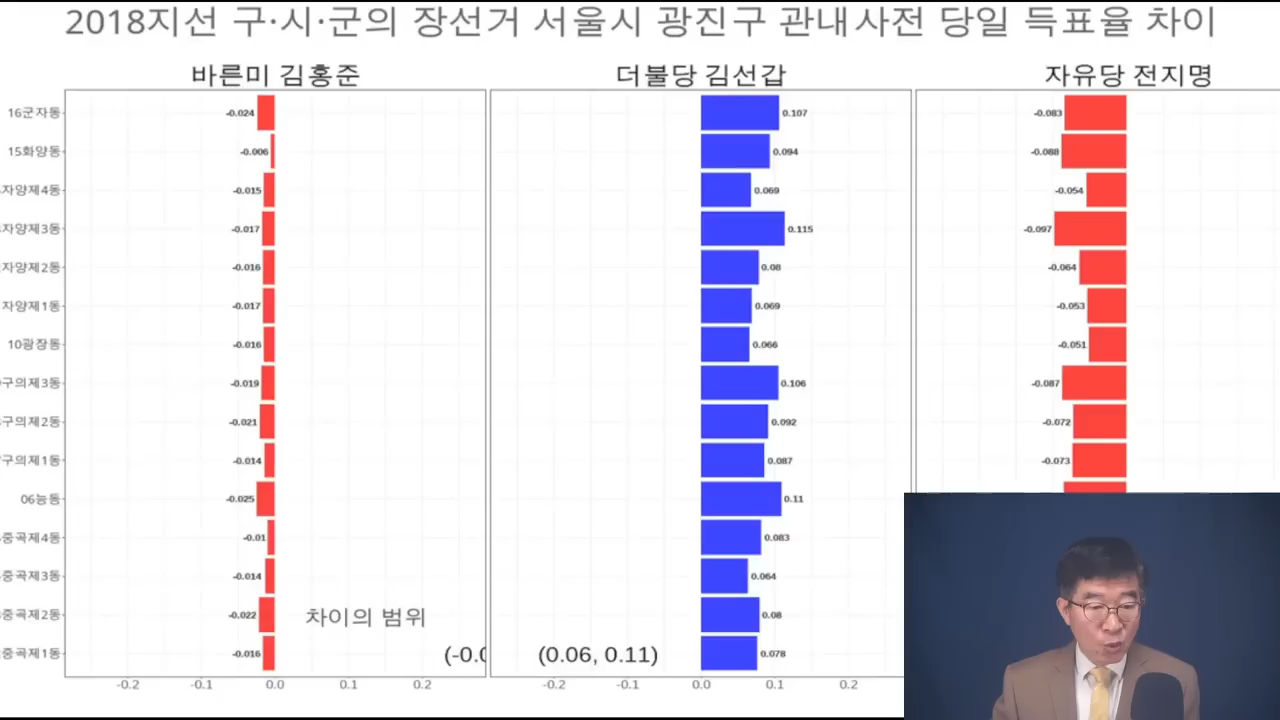 2018지선 구·시·군의 장선거 서울시 광진구 관내사전 당일 득표율 차이
바른미 김홍준
더불당 김선갑
자유당 전지명
16군자동 -0.024 0.107 -0.083
15화양동 -0.006 0.094 -0.088
자양제4동 -0.015 0.069 -0.054
자양제3동 -0.017 0.115 -0.097
자양제2동 -0.016 0.08 -0.064
자양제1동 -0.017 0.069 -0.053
10광장동 -0.016 0.066 -0.051
구의제3동 -0.019 0.106 -0.087
구의제2동 -0.021 0.092 -0.072
구의제1동 -0.014 0.087 -0.073
06능동 -0.025 0.11
중곡제4동 -0.01 0.083
중곡제3동 -0.014 0.064
중곡제2동 -0.022 차이의 범위 0.08
중곡제1동 -0.016 (-0.0 (0.06, 0.11) 0.078
-0.2 -0.1 0.0 0.1 0.2 -0.2 -0.1 0.0 0.1 0.2